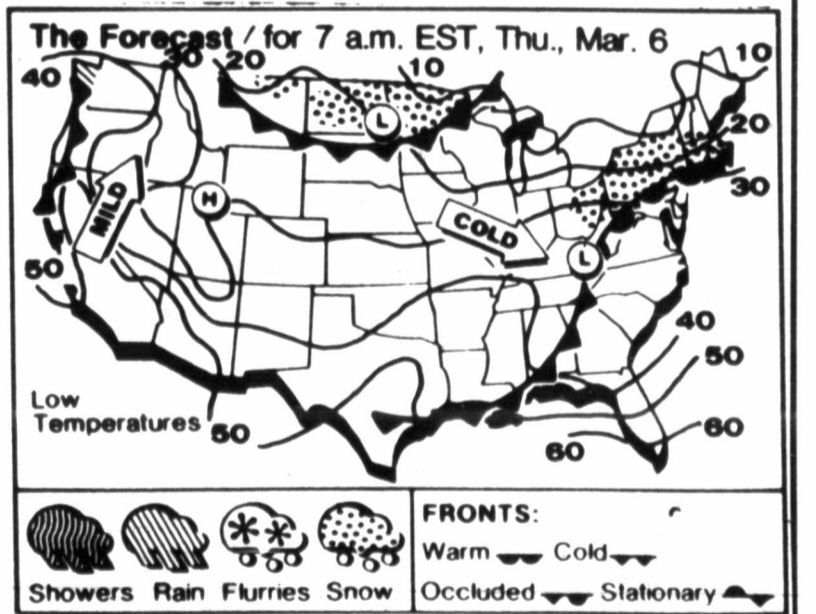 The Forecast / for 7 a.m. EST, Thu., Mar. 6
40
30
20
10
10
20
30
L
H
MILD
COLD
L
50
40
50
60
60
50
Low
Temperatures
Showers Rain Flurries Snow
FRONTS:
Warm Cold
Occluded Stationary